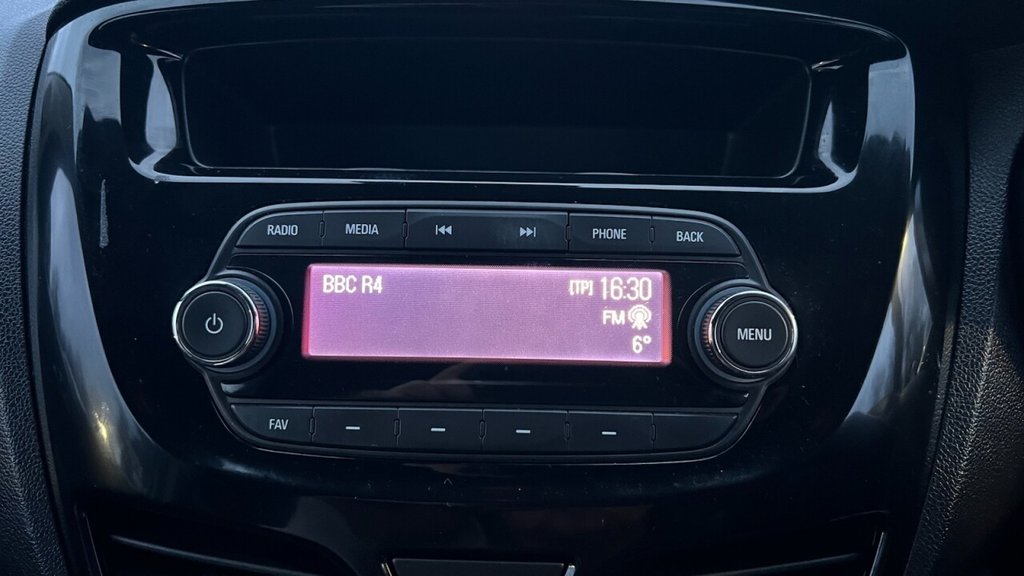 RADIO MEDIA PHONE BACK
BBC R4 [TP] 16:30
FM
6°
MENU
FAV